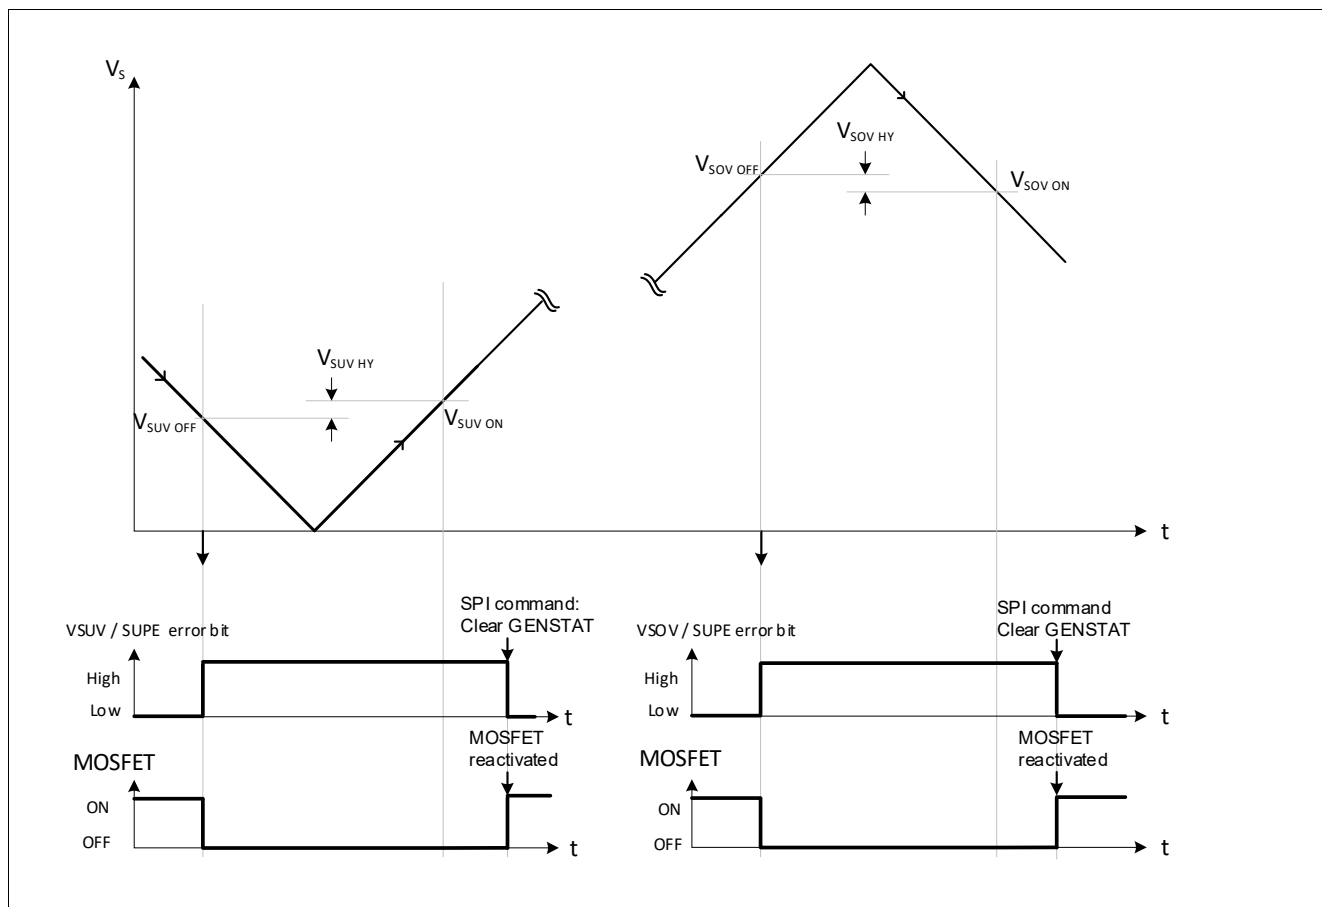 VS
VSOV HY
VSOV OFF
VSOV ON
VSUV HY
VSUV OFF
VSUV ON
t
SPI command:
Clear GENSTAT
VSUV / SUPE error bit
High
Low
t
MOSFET
reactivated
MOSFET
ON
OFF
t
SPI command
Clear GENSTAT
VSOV / SUPE error bit
High
Low
t
MOSFET
reactivated
MOSFET
ON
OFF
t